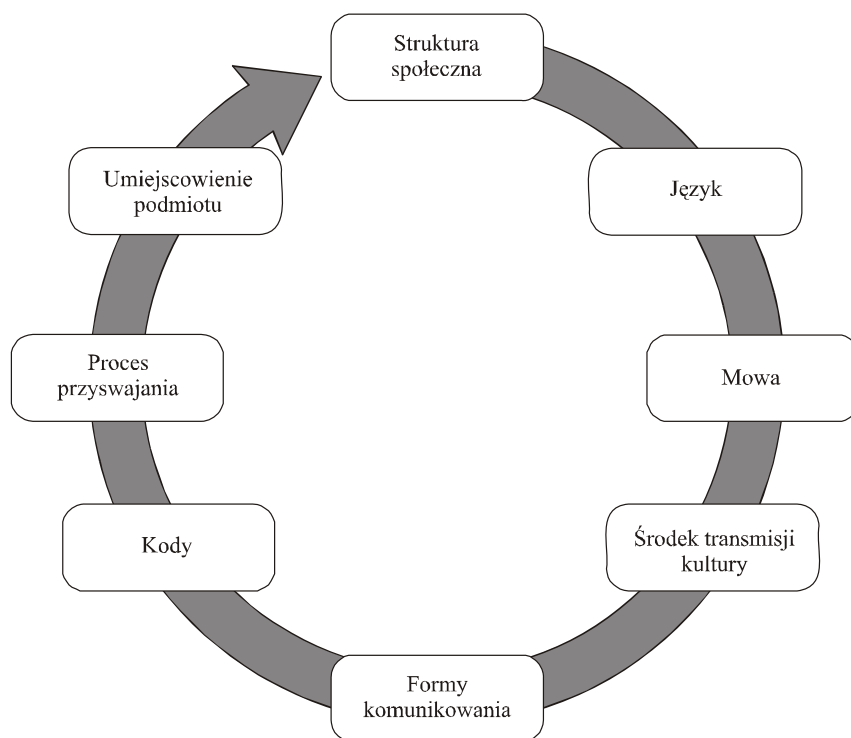 Struktura
społeczna
Język
Mowa
Środek transmisji
kultury
Formy
komunikowania
Kody
Proces
przyswajania
Umiejscowienie
podmiotu